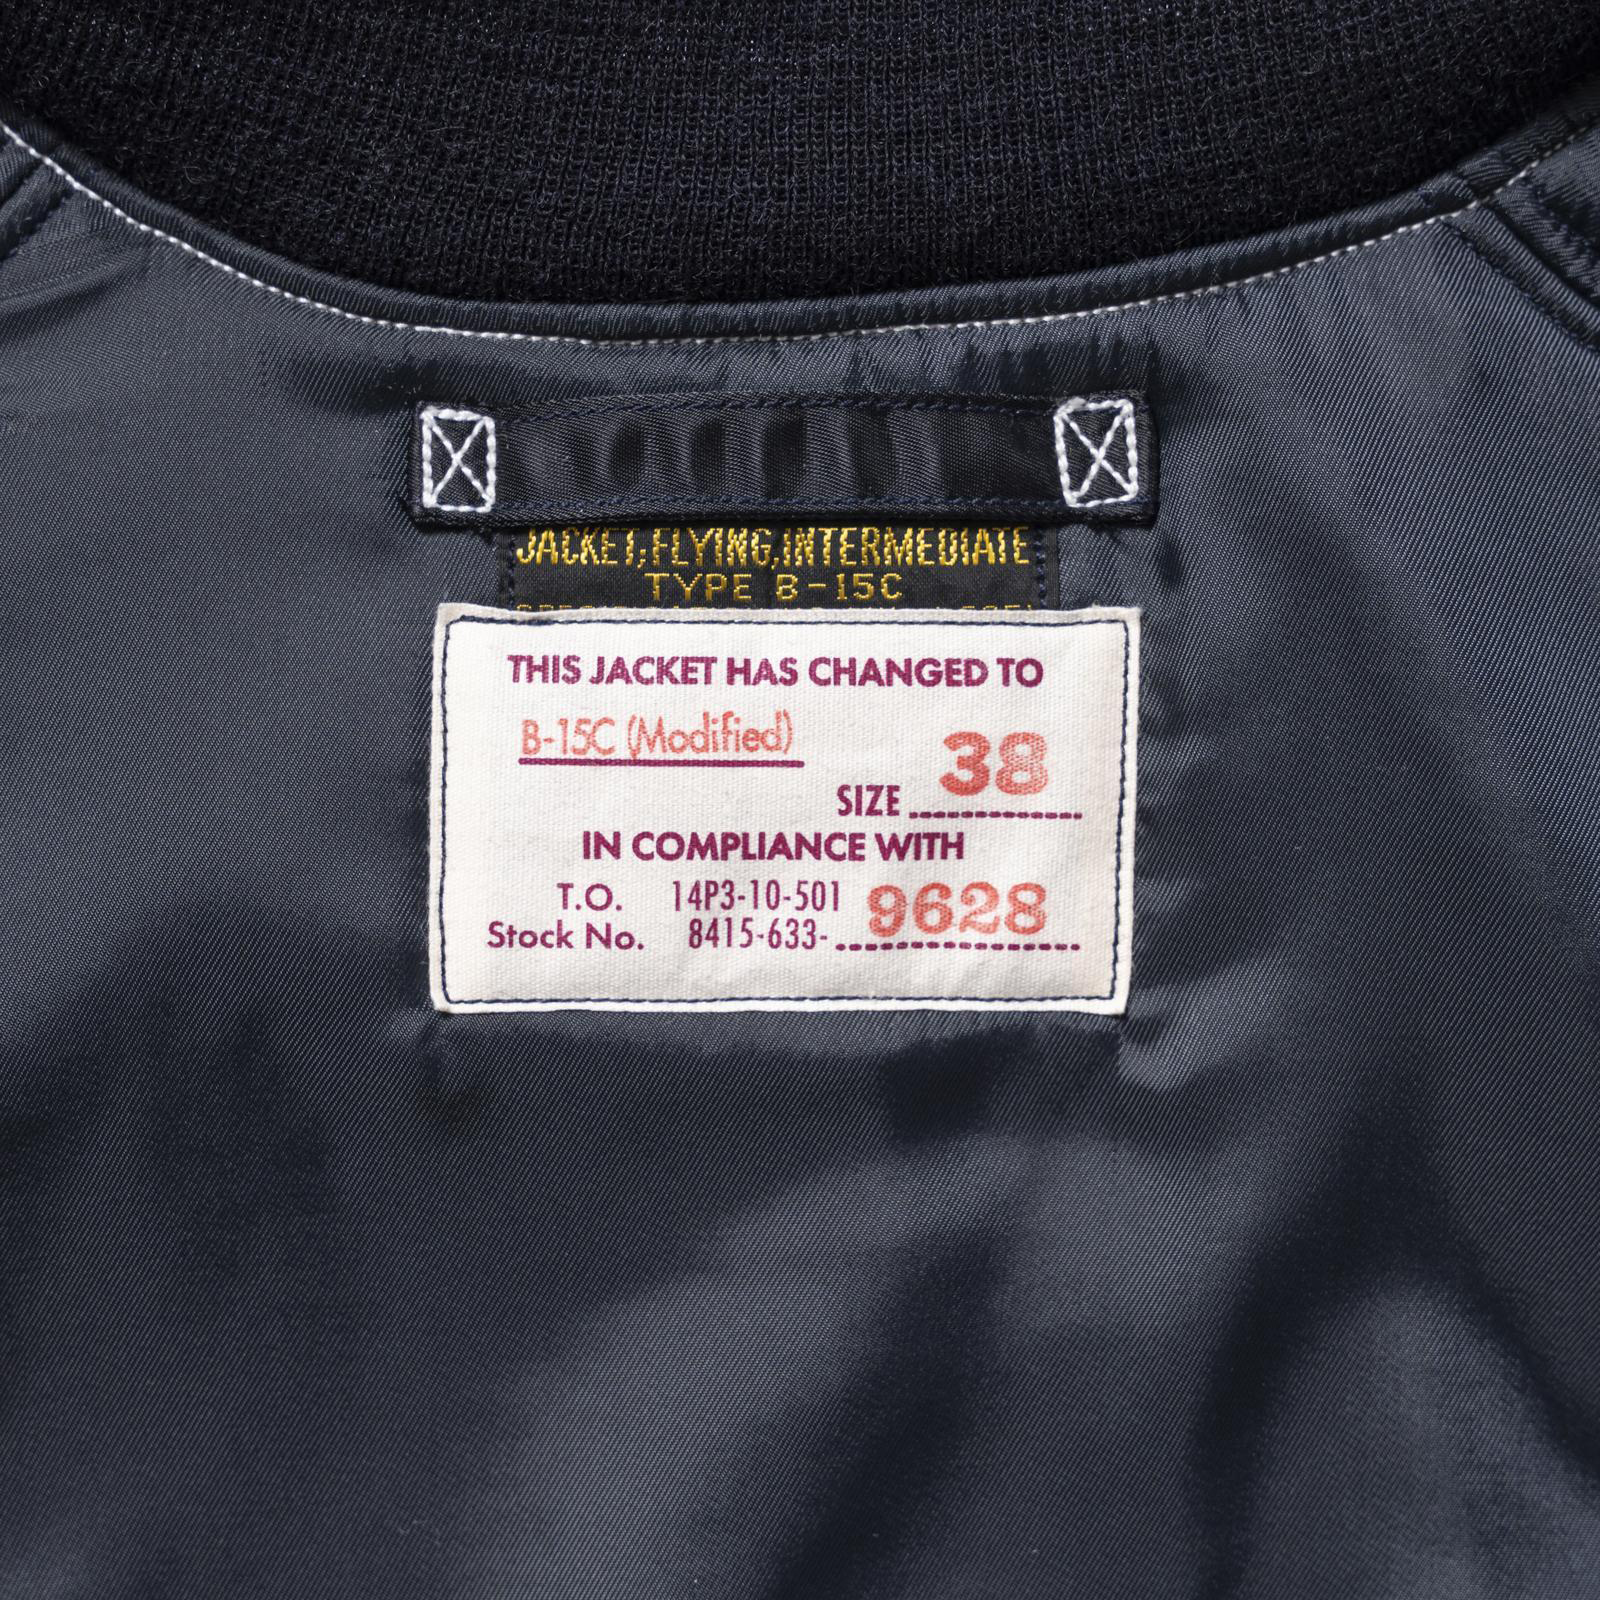 JACKET,FLYING,INTERMEDIATE
TYPE B-15C
THIS JACKET HAS CHANGED TO
B-15C (Modified)
SIZE 38
IN COMPLIANCE WITH
T.O. 14P3-10-501
Stock No. 8415-633- 9628